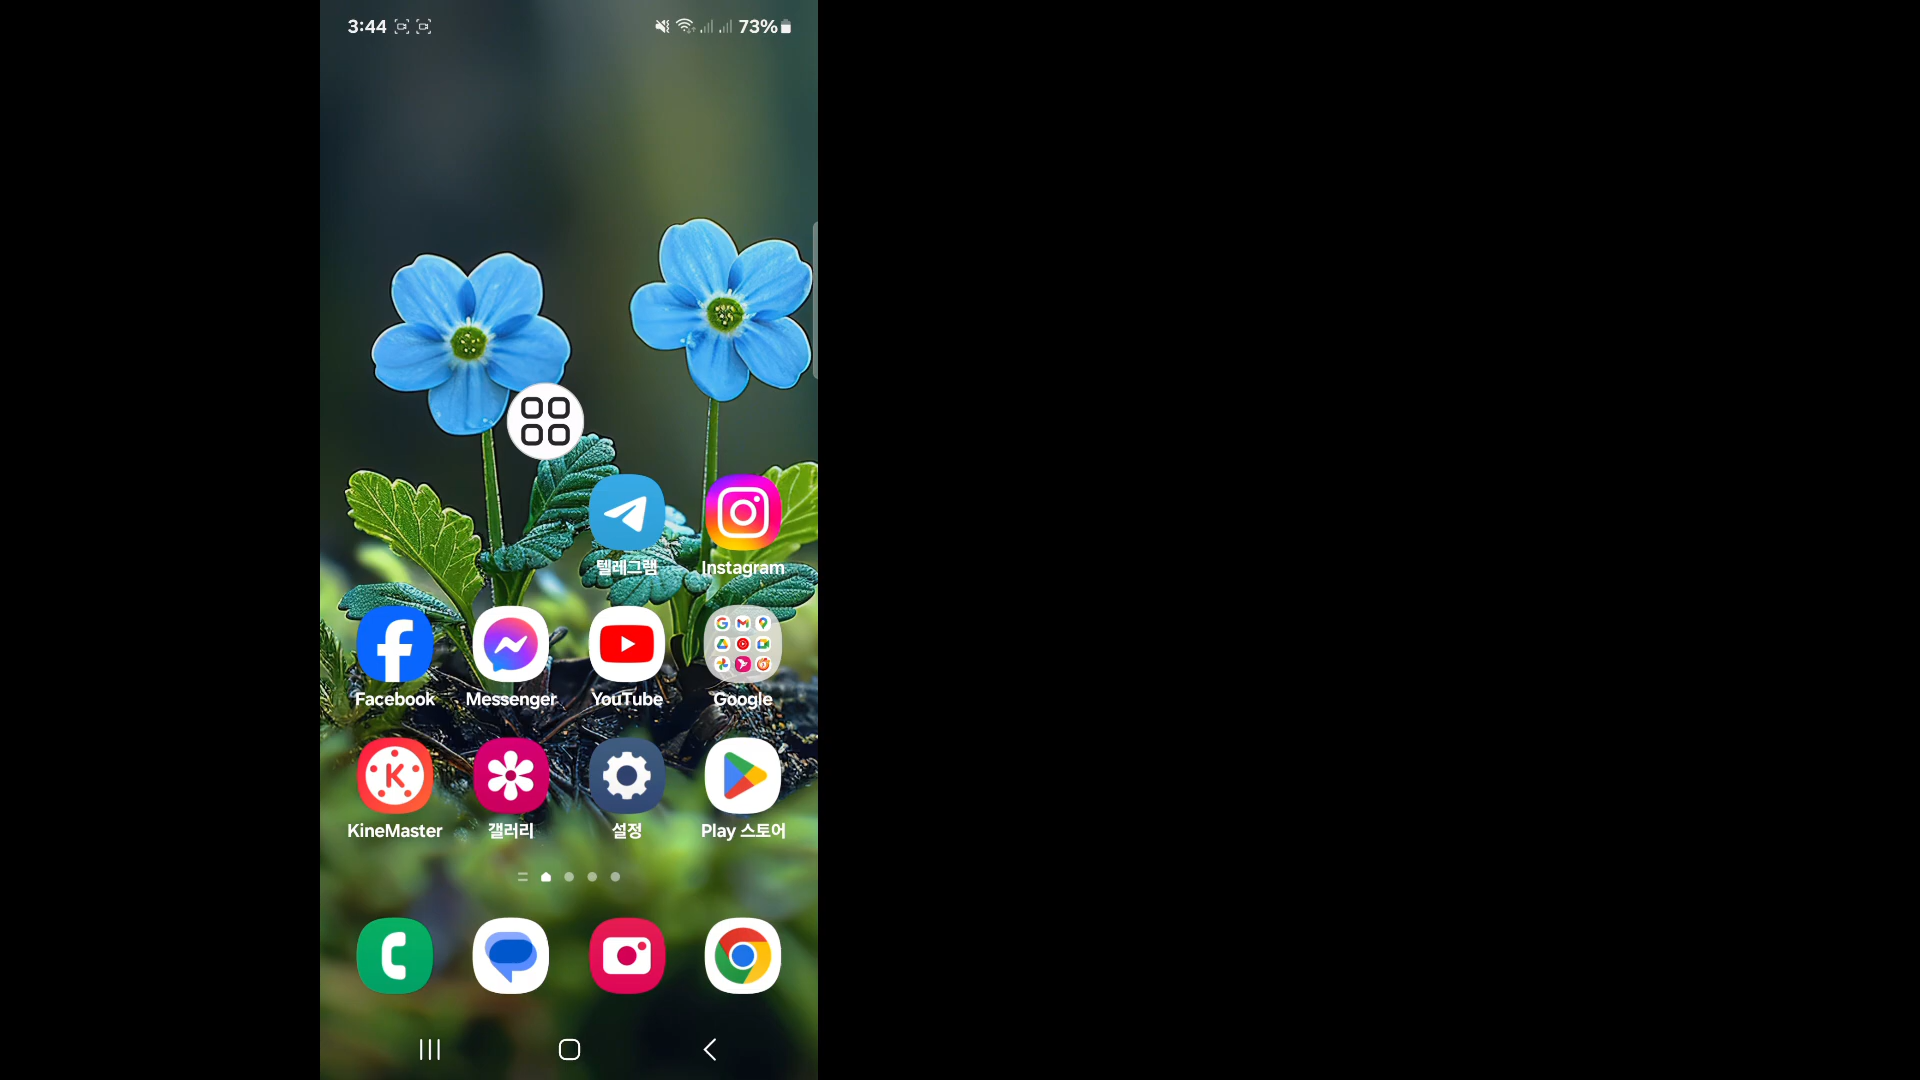 3:44 73%
텔레그램 Instagram
Facebook Messenger YouTube Google
KineMaster 갤러리 설정 Play 스토어